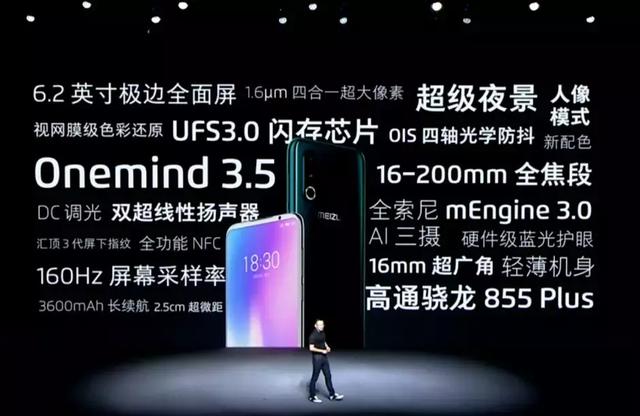 6.2 英寸极边全面屏 1.6μm 四合一超大像素 超级夜景 人像模式
视网膜级色彩还原 UFS3.0 闪存芯片 OIS 四轴光学防抖 新配色
Onemind 3.5 16-200mm 全焦段
DC 调光 双超线性扬声器 全索尼 mEngine 3.0
汇顶 3 代屏下指纹 全功能 NFC AI 三摄 硬件级蓝光护眼
160Hz 屏幕采样率 16mm 超广角 轻薄机身
3600mAh 长续航 2.5cm 超微距 高通骁龙 855 Plus
MEIZU
18:30